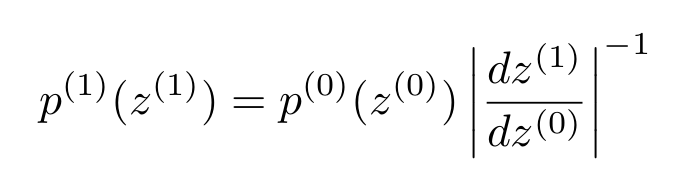 p^{(1)}(z^{(1)}) = p^{(0)}(z^{(0)}) \left| \frac{dz^{(1)}}{dz^{(0)}} \right|^{-1}